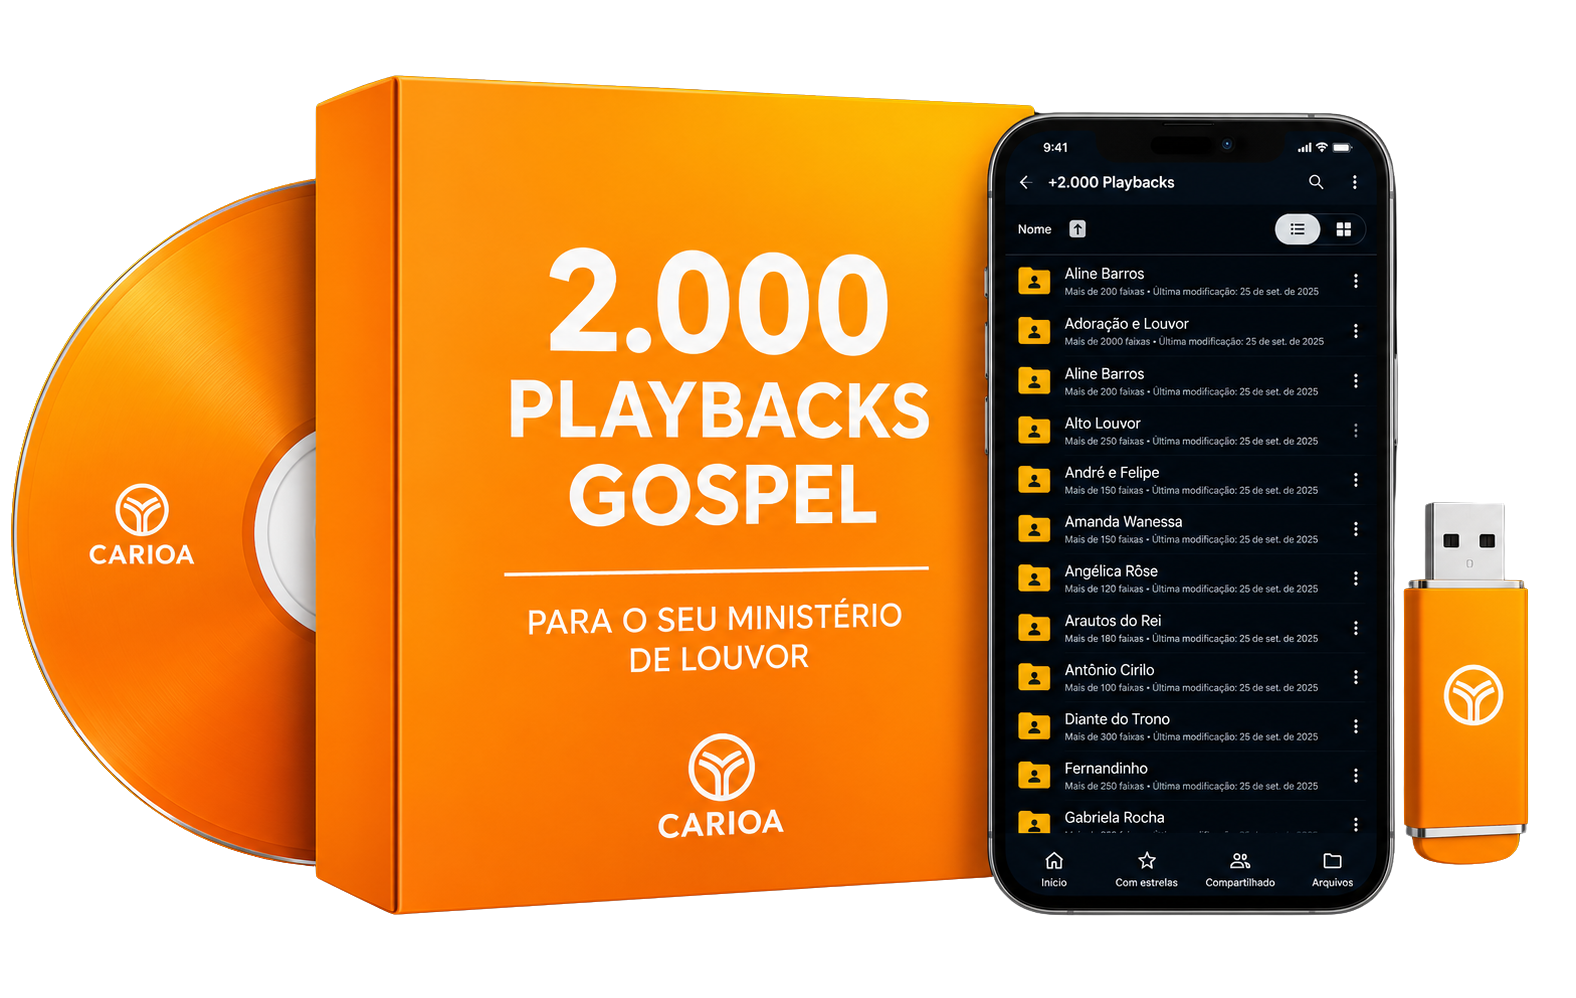 CARIOA
2.000
PLAYBACKS
GOSPEL
PARA O SEU MINISTÉRIO
DE LOUVOR
CARIOA
9:41
+2.000 Playbacks
Nome
Aline Barros
Mais de 200 faixas • Última modificação: 25 de set. de 2025
Adoração e Louvor
Mais de 2000 faixas • Última modificação: 25 de set. de 2025
Aline Barros
Mais de 200 faixas • Última modificação: 25 de set. de 2025
Alto Louvor
Mais de 250 faixas • Última modificação: 25 de set. de 2025
André e Felipe
Mais de 150 faixas • Última modificação: 25 de set. de 2025
Amanda Wanessa
Mais de 150 faixas • Última modificação: 25 de set. de 2025
Angélica Rôse
Mais de 120 faixas • Última modificação: 25 de set. de 2025
Arautos do Rei
Mais de 180 faixas • Última modificação: 25 de set. de 2025
Antônio Cirilo
Mais de 100 faixas • Última modificação: 25 de set. de 2025
Diante do Trono
Mais de 300 faixas • Última modificação: 25 de set. de 2025
Fernandinho
Mais de 250 faixas • Última modificação: 25 de set. de 2025
Gabriela Rocha
Início
Com estrelas
Compartilhado
Arquivos